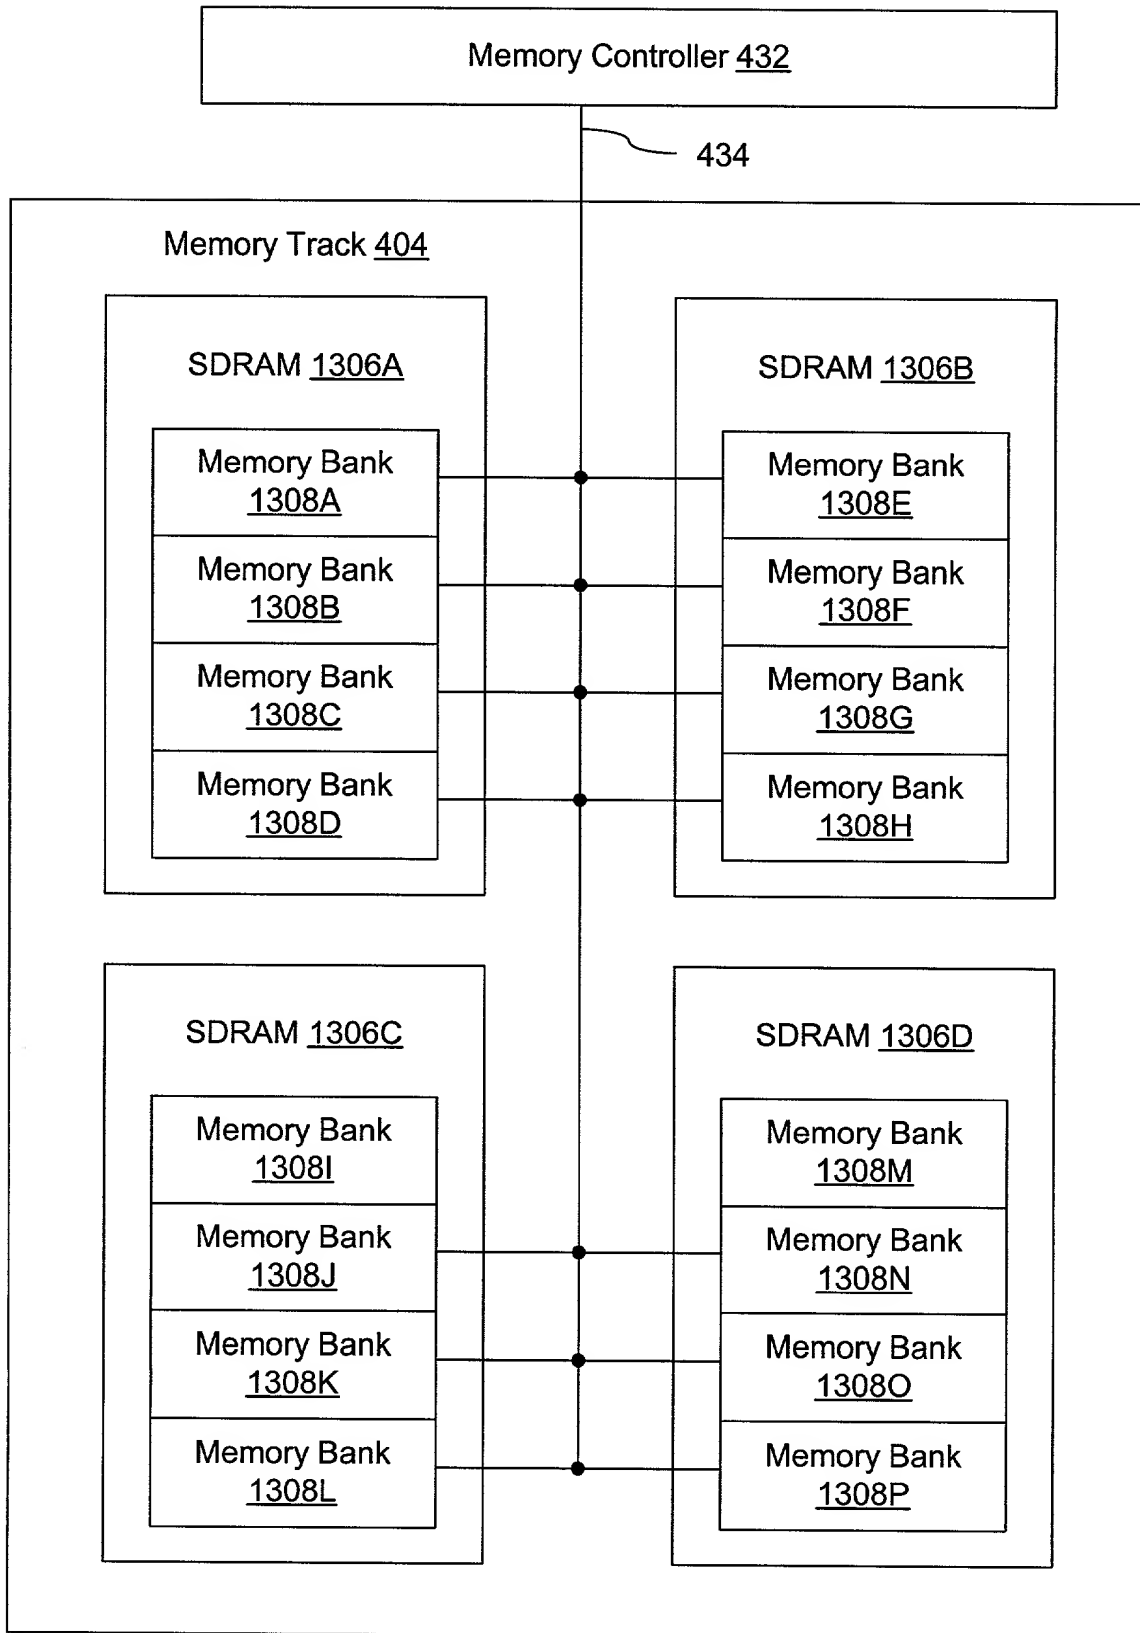 Memory Controller 432
434
Memory Track 404
SDRAM 1306A
Memory Bank
1308A
Memory Bank
1308B
Memory Bank
1308C
Memory Bank
1308D
SDRAM 1306B
Memory Bank
1308E
Memory Bank
1308F
Memory Bank
1308G
Memory Bank
1308H
SDRAM 1306C
Memory Bank
1308I
Memory Bank
1308J
Memory Bank
1308K
Memory Bank
1308L
SDRAM 1306D
Memory Bank
1308M
Memory Bank
1308N
Memory Bank
1308O
Memory Bank
1308P